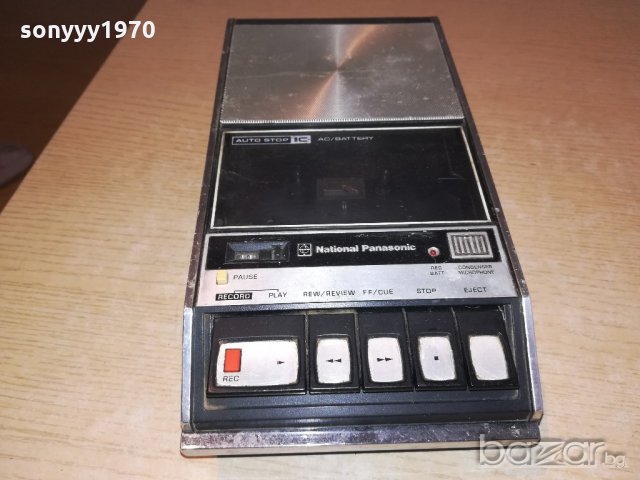 sonyyy1970
AUTO STOP IC AC/BATTERY
National Panasonic
REC BATT
CONDENSER MICROPHONE
PAUSE
RECORD PLAY REW/REVIEW FF/CUE STOP EJECT
REC
bazar.bg